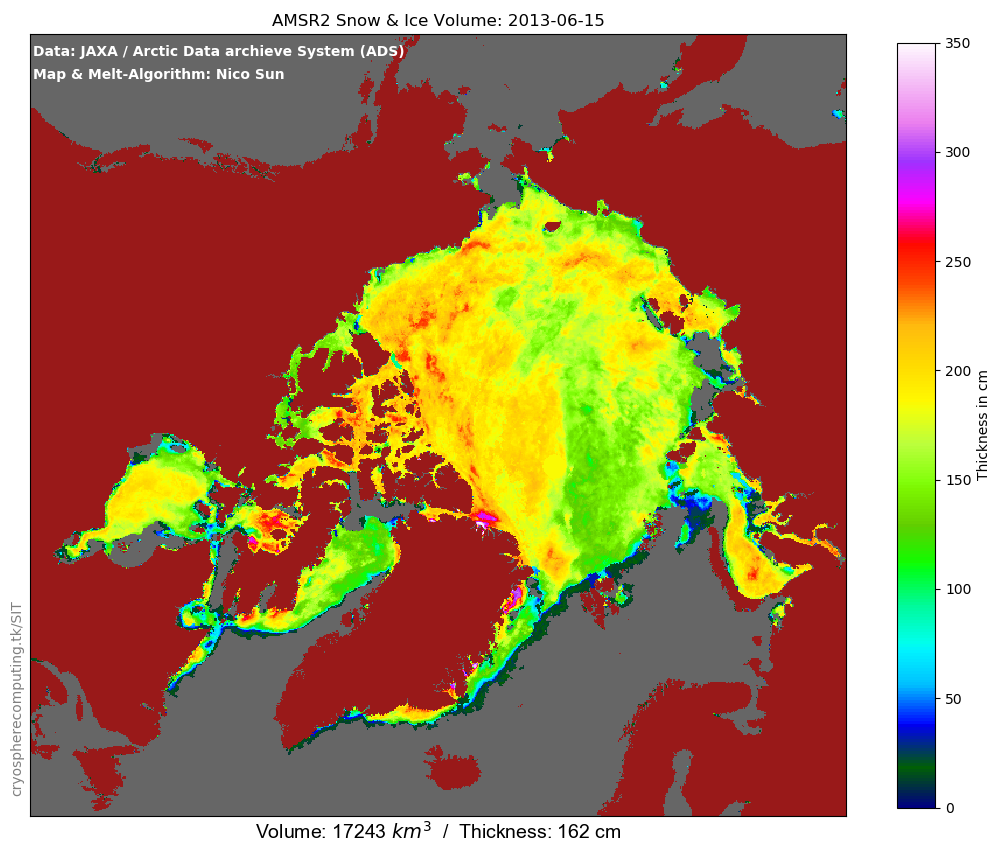 AMSR2 Snow & Ice Volume: 2013-06-15
Data: JAXA / Arctic Data archieve System (ADS)
Map & Melt-Algorithm: Nico Sun
350
300
250
200
150
100
50
0
Thickness in cm
cryospherecomputing.tk/SIT
Volume: 17243 km³ / Thickness: 162 cm